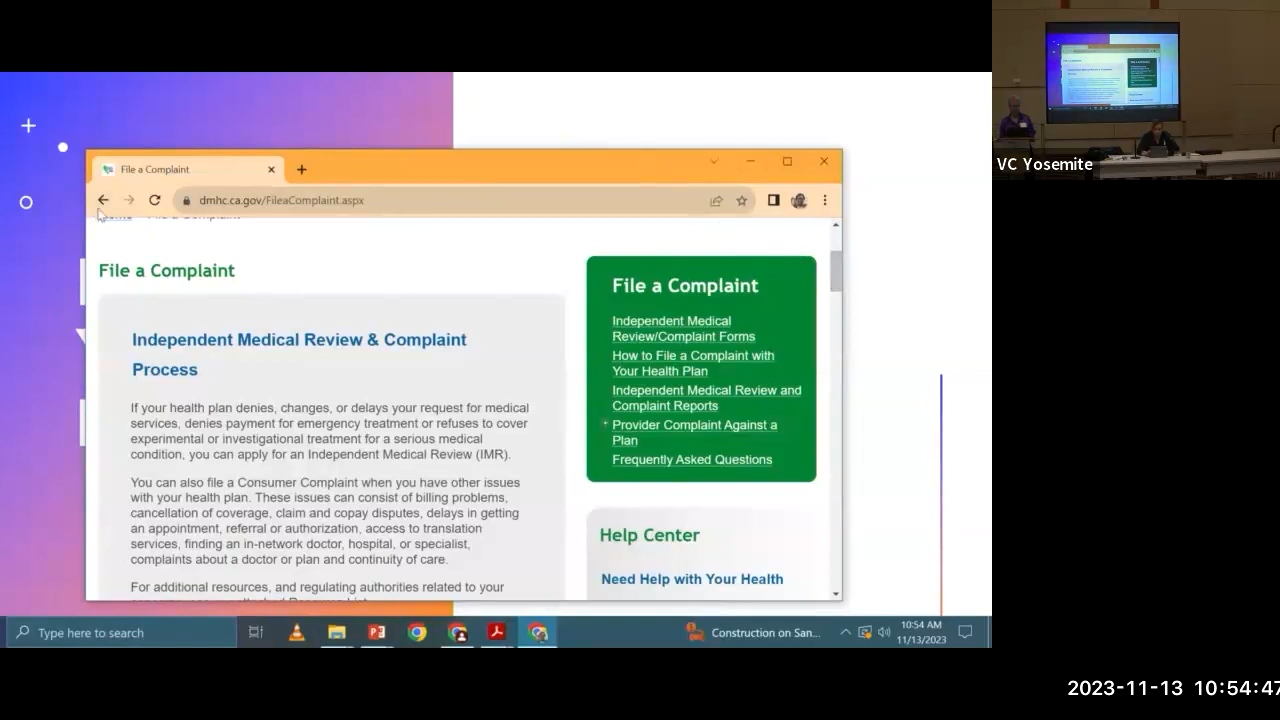 File a Complaint
dmhc.ca.gov/FileaComplaint.aspx
File a Complaint
Independent Medical Review & Complaint
Process
If your health plan denies, changes, or delays your request for medical
services, denies payment for emergency treatment or refuses to cover
experimental or investigational treatment for a serious medical
condition, you can apply for an Independent Medical Review (IMR).
You can also file a Consumer Complaint when you have other issues
with your health plan. These issues can consist of billing problems,
cancellation of coverage, claim and copay disputes, delays in getting
an appointment, referral or authorization, access to translation
services, finding an in-network doctor, hospital, or specialist,
complaints about a doctor or plan and continuity of care.
For additional resources, and regulating authorities related to your
File a Complaint
Independent Medical
Review/Complaint Forms
How to File a Complaint with
Your Health Plan
Independent Medical Review and
Complaint Reports
Provider Complaint Against a
Plan
Frequently Asked Questions
Help Center
Need Help with Your Health
Type here to search
Construction on San...
10:54 AM
11/13/2023
VC Yosemite
2023-11-13 10:54:47